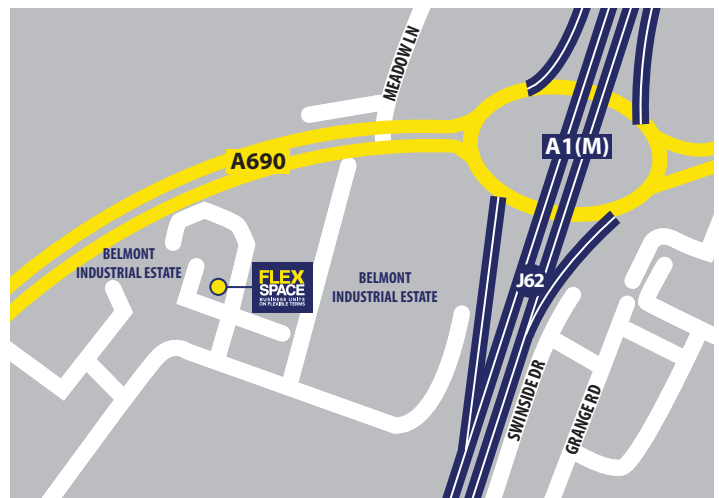 MEADOW LN
A1(M)
A690
BELMONT
INDUSTRIAL ESTATE
FLEX
SPACE
BUSINESS UNITS
ON FLEXIBLE TERMS
BELMONT
INDUSTRIAL ESTATE
J62
SWINSIDE DR
GRANGE RD